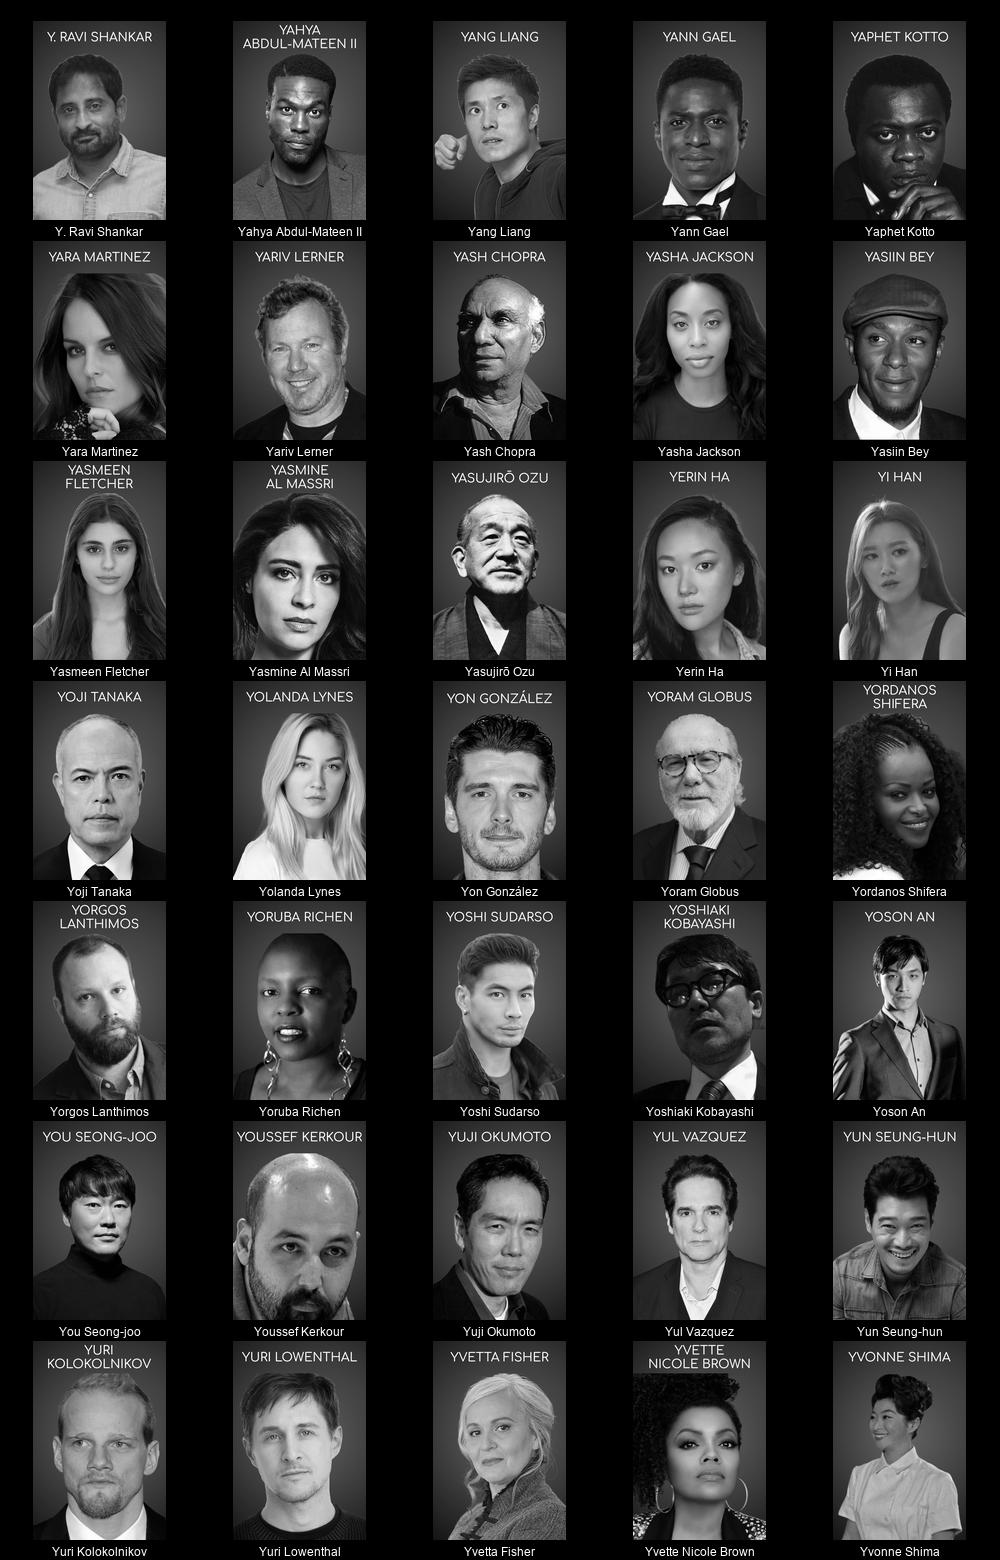 Y. RAVI SHANKAR
YAHYA
ABDUL-MATEEN II
YANG LIANG
YANN GAEL
YAPHET KOTTO
Y. Ravi Shankar
Yahya Abdul-Mateen II
Yang Liang
Yann Gael
Yaphet Kotto
YARA MARTINEZ
YARIV LERNER
YASH CHOPRA
YASHA JACKSON
YASIIN BEY
Yara Martinez
Yariv Lerner
Yash Chopra
Yasha Jackson
Yasiin Bey
YASMEEN
FLETCHER
YASMINE
AL MASSRI
YASUJIRŌ OZU
YERIN HA
YI HAN
Yasmeen Fletcher
Yasmine Al Massri
Yasujirō Ozu
Yerin Ha
Yi Han
YOJI TANAKA
YOLANDA LYNES
YON GONZÁLEZ
YORAM GLOBUS
YORDANOS
SHIFERA
Yoji Tanaka
Yolanda Lynes
Yon González
Yoram Globus
Yordanos Shifera
YORGOS
LANTHIMOS
YORUBA RICHEN
YOSHI SUDARSO
YOSHIAKI
KOBAYASHI
YOSON AN
Yorgos Lanthimos
Yoruba Richen
Yoshi Sudarso
Yoshiaki Kobayashi
Yoson An
YOU SEONG-JOO
YOUSSEF KERKOUR
YUJI OKUMOTO
YUL VAZQUEZ
YUN SEUNG-HUN
You Seong-joo
Youssef Kerkour
Yuji Okumoto
Yul Vazquez
Yun Seung-hun
YURI
KOLOKOLNIKOV
YURI LOWENTHAL
YVETTA FISHER
YVETTE
NICOLE BROWN
YVONNE SHIMA
Yuri Kolokolnikov
Yuri Lowenthal
Yvetta Fisher
Yvette Nicole Brown
Yvonne Shima